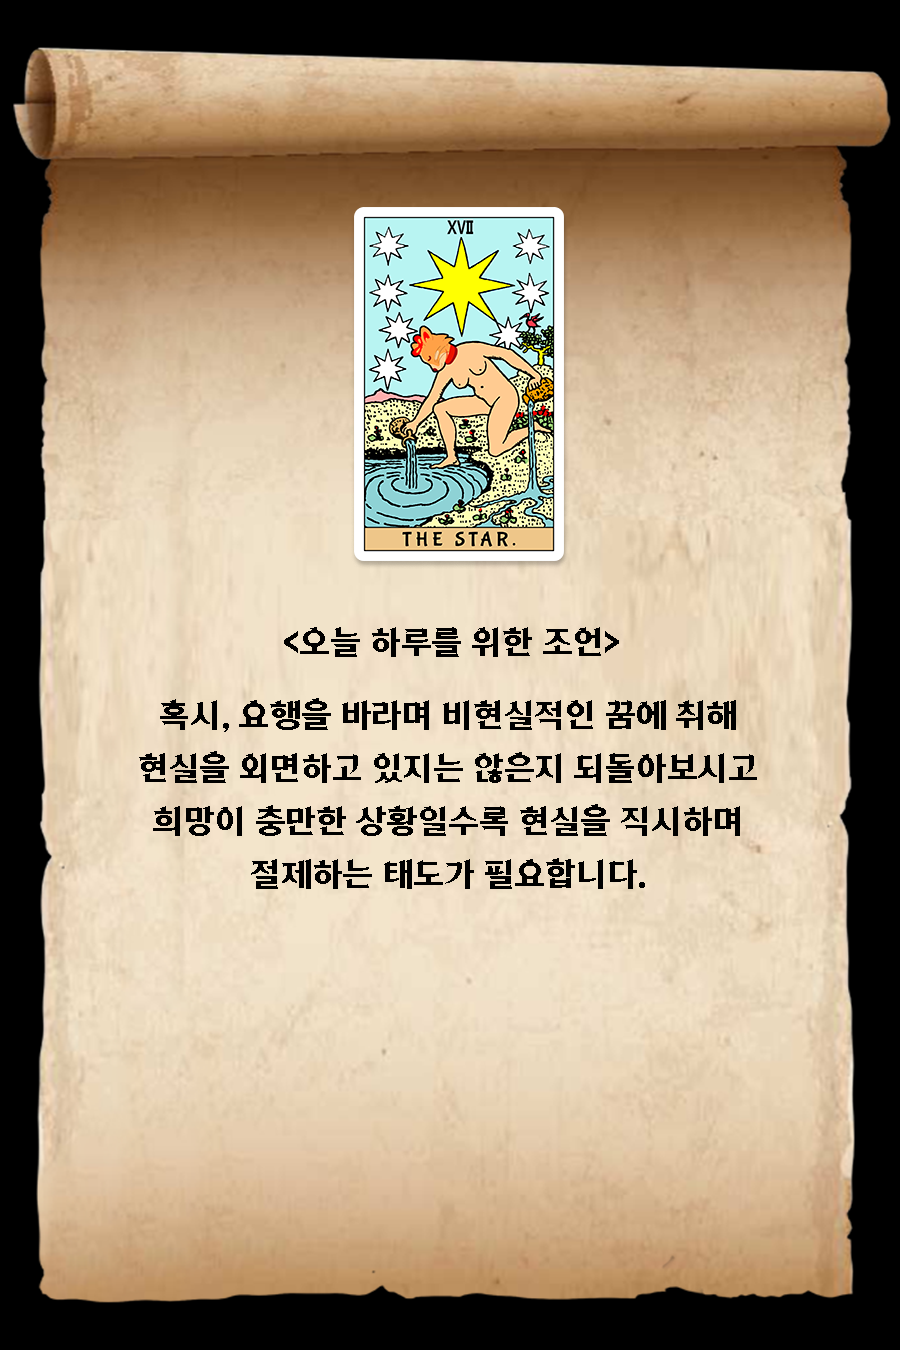 XVII
THE STAR.
<오늘 하루를 위한 조언>
혹시, 요행을 바라며 비현실적인 꿈에 취해
현실을 외면하고 있지는 않은지 되돌아보시고
희망이 충만한 상황일수록 현실을 직시하며
절제하는 태도가 필요합니다.